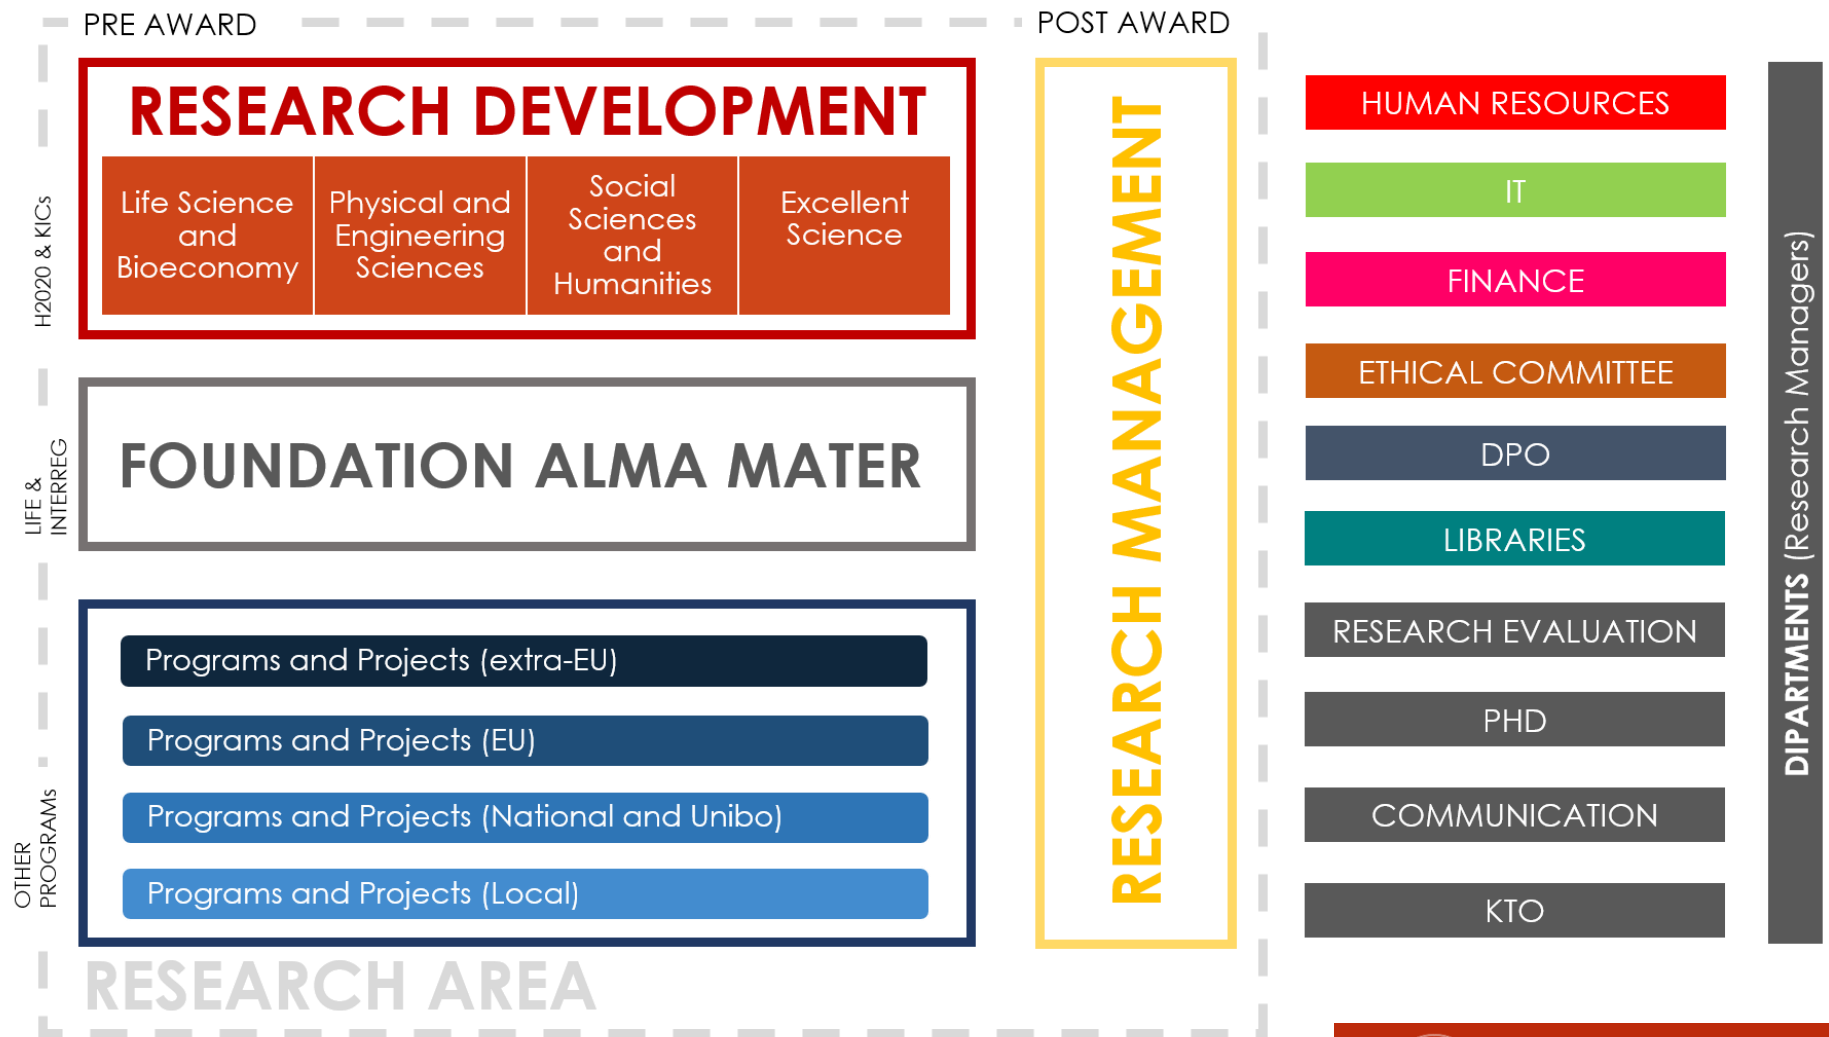 PRE AWARD
POST AWARD
H2020 & KICs
RESEARCH DEVELOPMENT
Life Science
and
Bioeconomy
Physical and
Engineering
Sciences
Social
Sciences
and
Humanities
Excellent
Science
LIFE &
INTERREG
FOUNDATION ALMA MATER
OTHER
PROGRAMs
Programs and Projects (extra-EU)
Programs and Projects (EU)
Programs and Projects (National and Unibo)
Programs and Projects (Local)
RESEARCH AREA
RESEARCH MANAGEMENT
HUMAN RESOURCES
IT
FINANCE
ETHICAL COMMITTEE
DPO
LIBRARIES
RESEARCH EVALUATION
PHD
COMMUNICATION
KTO
DIPARTMENTS (Research Managers)